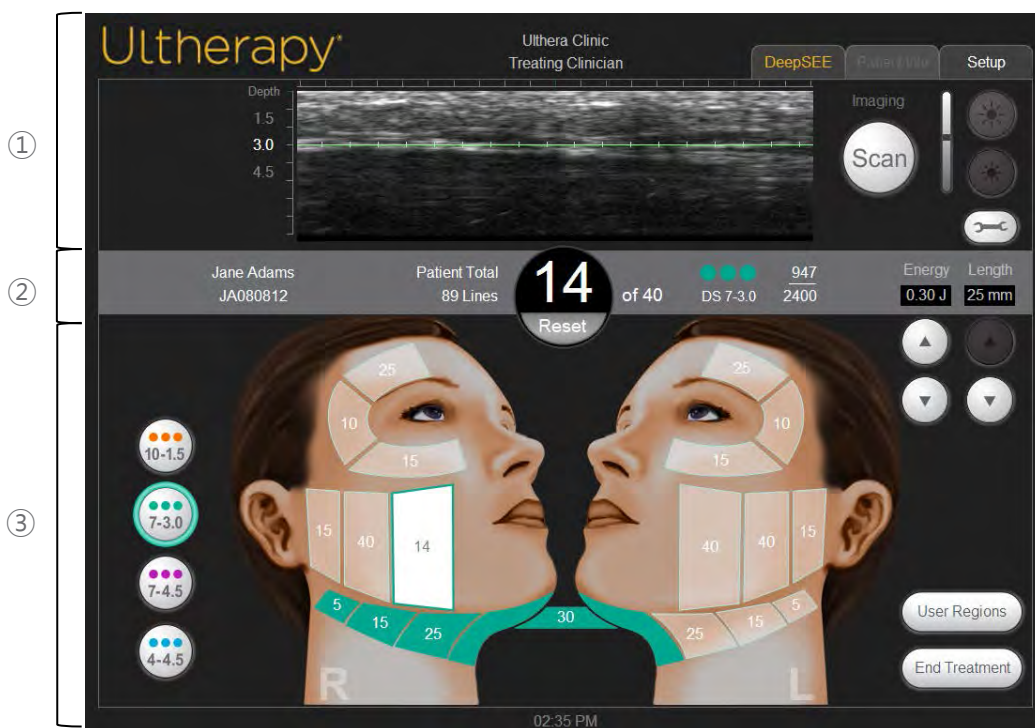 Ultherapy®
Ulthera Clinic
Treating Clinician
DeepSEE
Patient Info
Setup
①
Depth
1.5
3.0
4.5
Imaging
Scan
②
Jane Adams
JA080812
Patient Total
89 Lines
14
of 40
Reset
DS 7-3.0
947
2400
Energy
0.30 J
Length
25 mm
③
10-1.5
7-3.0
7-4.5
4-4.5
25
10
15
15
40
14
5
15
25
30
25
10
15
40
40
15
25
15
5
R
L
User Regions
End Treatment
02:35 PM